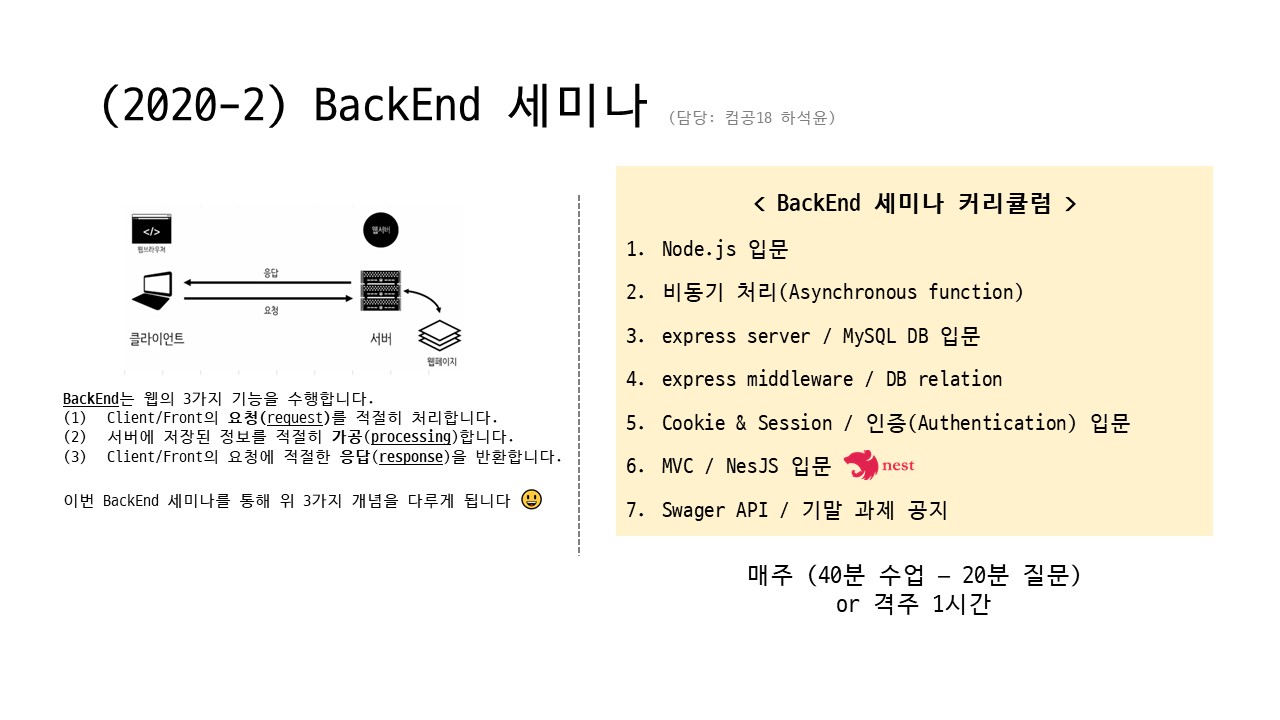 (2020-2) BackEnd 세미나 (담당: 컴공18 하석윤)
</>
웹브라우져
웹서버
응답
요청
클라이언트
서버
웹페이지
BackEnd는 웹의 3가지 기능을 수행합니다.
(1) Client/Front의 요청(request)를 적절히 처리합니다.
(2) 서버에 저장된 정보를 적절히 가공(processing)합니다.
(3) Client/Front의 요청에 적절한 응답(response)을 반환합니다.
이번 BackEnd 세미나를 통해 위 3가지 개념을 다루게 됩니다 😃
< BackEnd 세미나 커리큘럼 >
1. Node.js 입문
2. 비동기 처리(Asynchronous function)
3. express server / MySQL DB 입문
4. express middleware / DB relation
5. Cookie & Session / 인증(Authentication) 입문
6. MVC / NesJS 입문 nest
7. Swager API / 기말 과제 공지
매주 (40분 수업 – 20분 질문)
or 격주 1시간